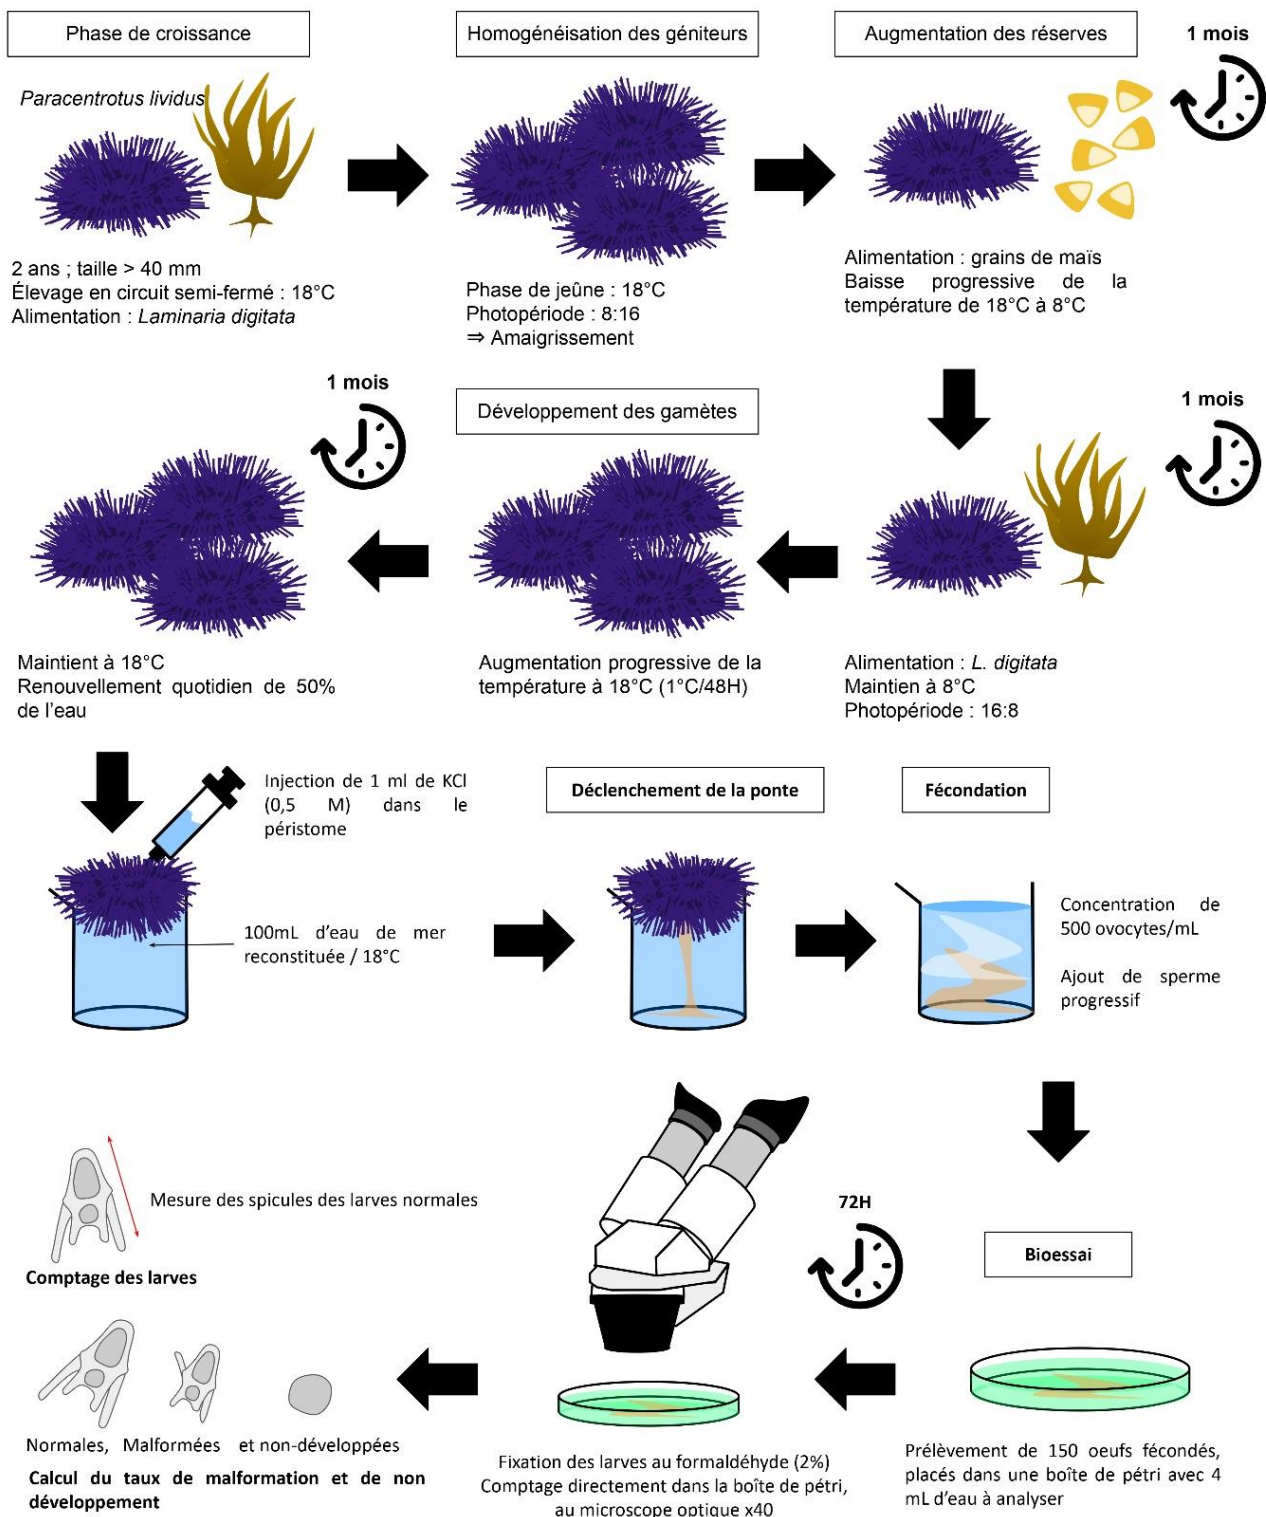 Phase de croissance
Homogénéisation des géniteurs
Augmentation des réserves
1 mois
Paracentrotus lividus
2 ans ; taille > 40 mm
Élevage en circuit semi-fermé : 18°C
Alimentation : Laminaria digitata
Phase de jeûne : 18°C
Photopériode : 8:16
⇒ Amaigrissement
Alimentation : grains de maïs
Baisse progressive de la
température de 18°C à 8°C
1 mois
Alimentation : L. digitata
Maintien à 8°C
Photopériode : 16:8
Développement des gamètes
Augmentation progressive de la
température à 18°C (1°C/48H)
1 mois
Maintient à 18°C
Renouvellement quotidien de 50%
de l'eau
Injection de 1 ml de KCl
(0,5 M) dans le
péristome
100mL d'eau de mer
reconstituée / 18°C
Déclenchement de la ponte
Fécondation
Concentration de
500 ovocytes/mL
Ajout de sperme
progressif
Bioessai
Prélèvement de 150 oeufs fécondés,
placés dans une boîte de pétri avec 4
mL d'eau à analyser
72H
Fixation des larves au formaldéhyde (2%)
Comptage directement dans la boîte de pétri,
au microscope optique x40
Mesure des spicules des larves normales
Comptage des larves
Normales, Malformées et non-développées
Calcul du taux de malformation et de non
développement